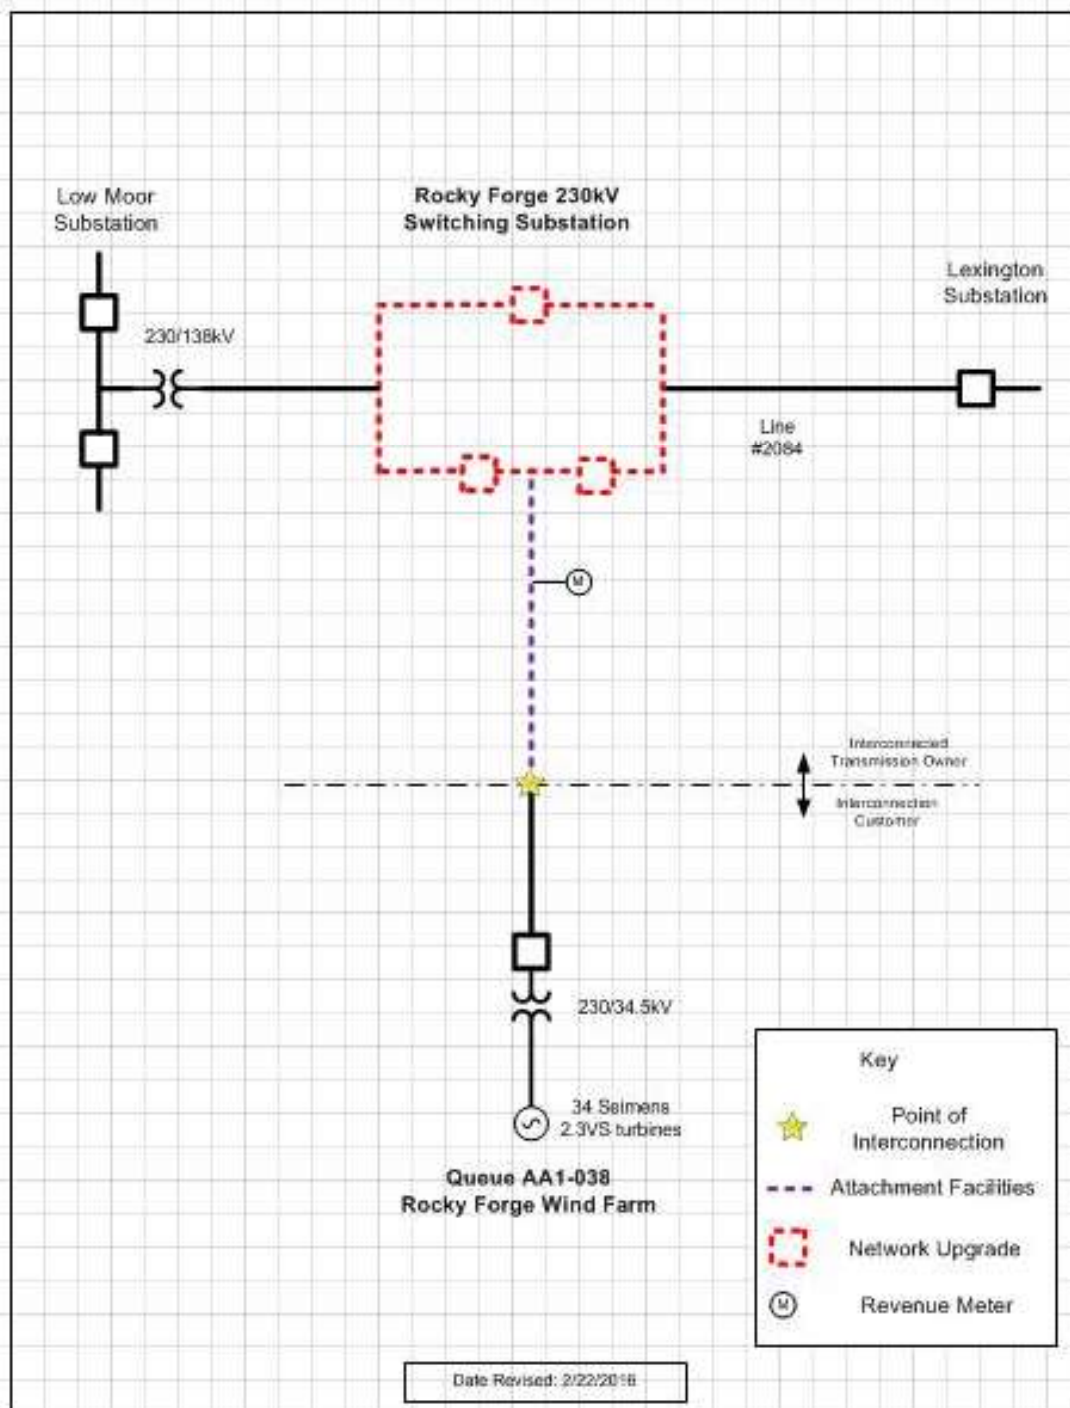 Low Moor
Substation
Rocky Forge 230kV
Switching Substation
Lexington
Substation
230/138kV
Line
#2084
M
Interconnected
Transmission Owner
Interconnection
Customer
230/34.5kV
34 Seimens
2.3VS turbines
Queue AA1-038
Rocky Forge Wind Farm
Key
Point of
Interconnection
Attachment Facilities
Network Upgrade
M
Revenue Meter
Date Revised: 2/22/2016